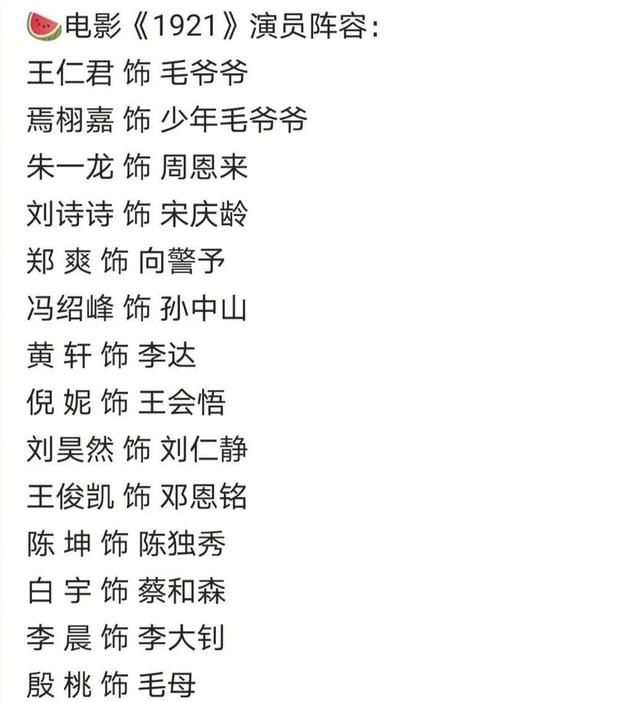 🍉电影《1921》演员阵容：
王仁君 饰 毛爷爷
焉栩嘉 饰 少年毛爷爷
朱一龙 饰 周恩来
刘诗诗 饰 宋庆龄
郑 爽 饰 向警予
冯绍峰 饰 孙中山
黄 轩 饰 李达
倪 妮 饰 王会悟
刘昊然 饰 刘仁静
王俊凯 饰 邓恩铭
陈 坤 饰 陈独秀
白 宇 饰 蔡和森
李 晨 饰 李大钊
殷 桃 饰 毛母